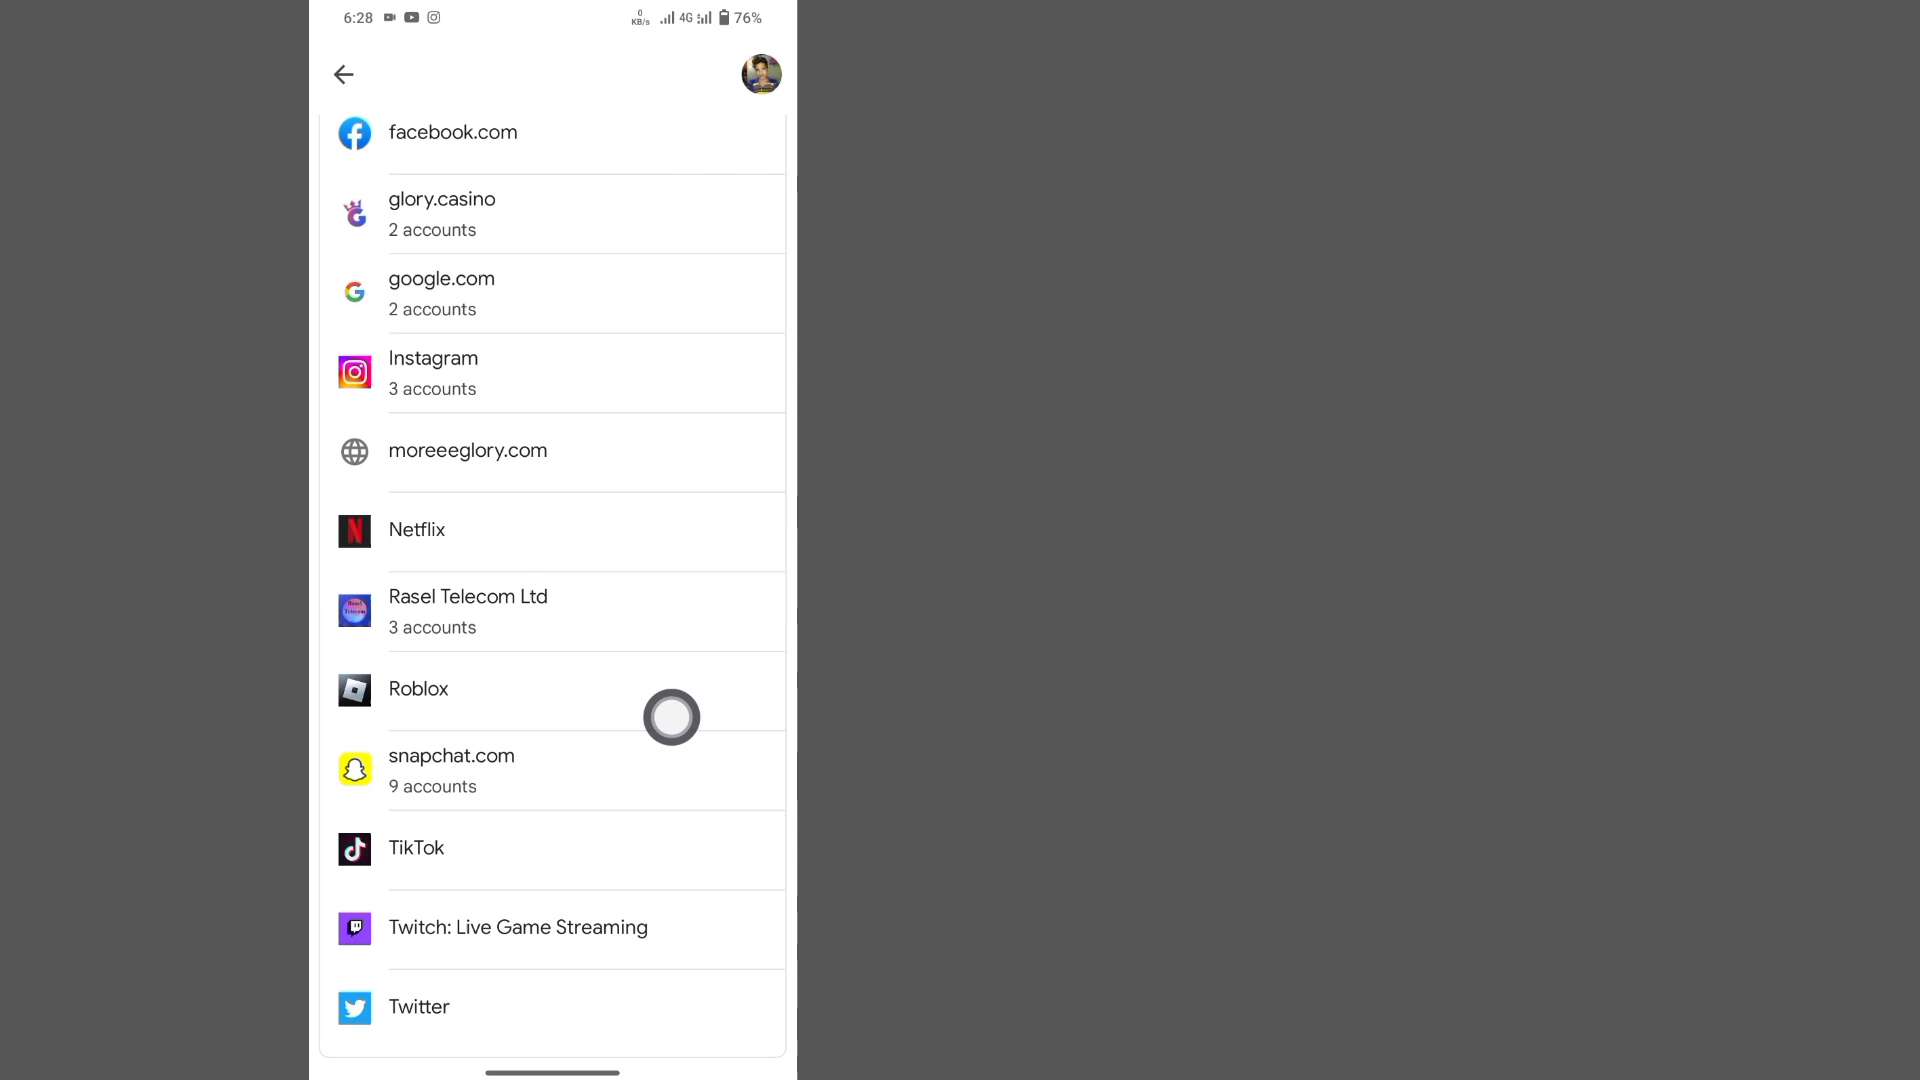 6:28
0
KB/s
4G
76%
facebook.com
glory.casino
2 accounts
google.com
2 accounts
Instagram
3 accounts
moreeeglory.com
Netflix
Rasel Telecom Ltd
3 accounts
Roblox
snapchat.com
9 accounts
TikTok
Twitch: Live Game Streaming
Twitter